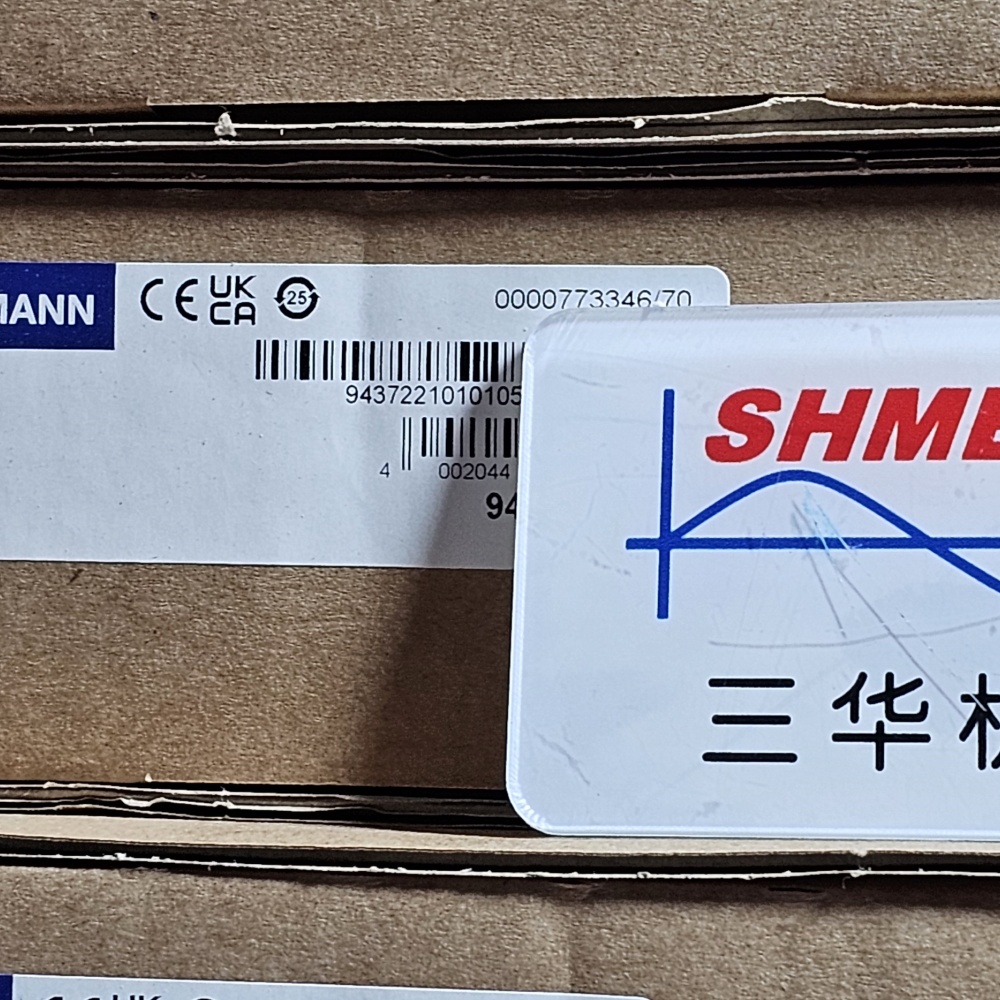 MANN
CE UK CA 25
0000773346/70
9437221010105
4 002044
94
SHME
三华